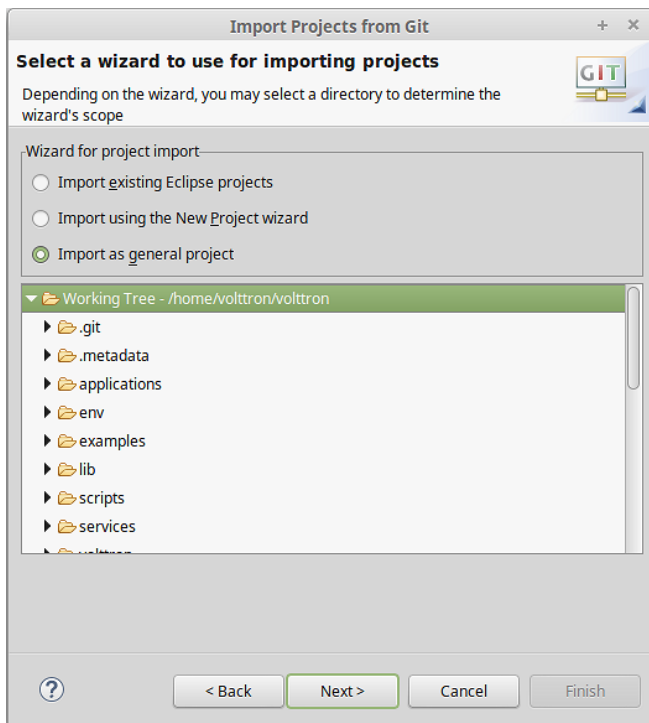 Import Projects from Git
Select a wizard to use for importing projects
Depending on the wizard, you may select a directory to determine the
wizard's scope
GIT
Wizard for project import
Import existing Eclipse projects
Import using the New Project wizard
Import as general project
Working Tree - /home/volttron/volttron
.git
.metadata
applications
env
examples
lib
scripts
services
volttron
? < Back Next > Cancel Finish